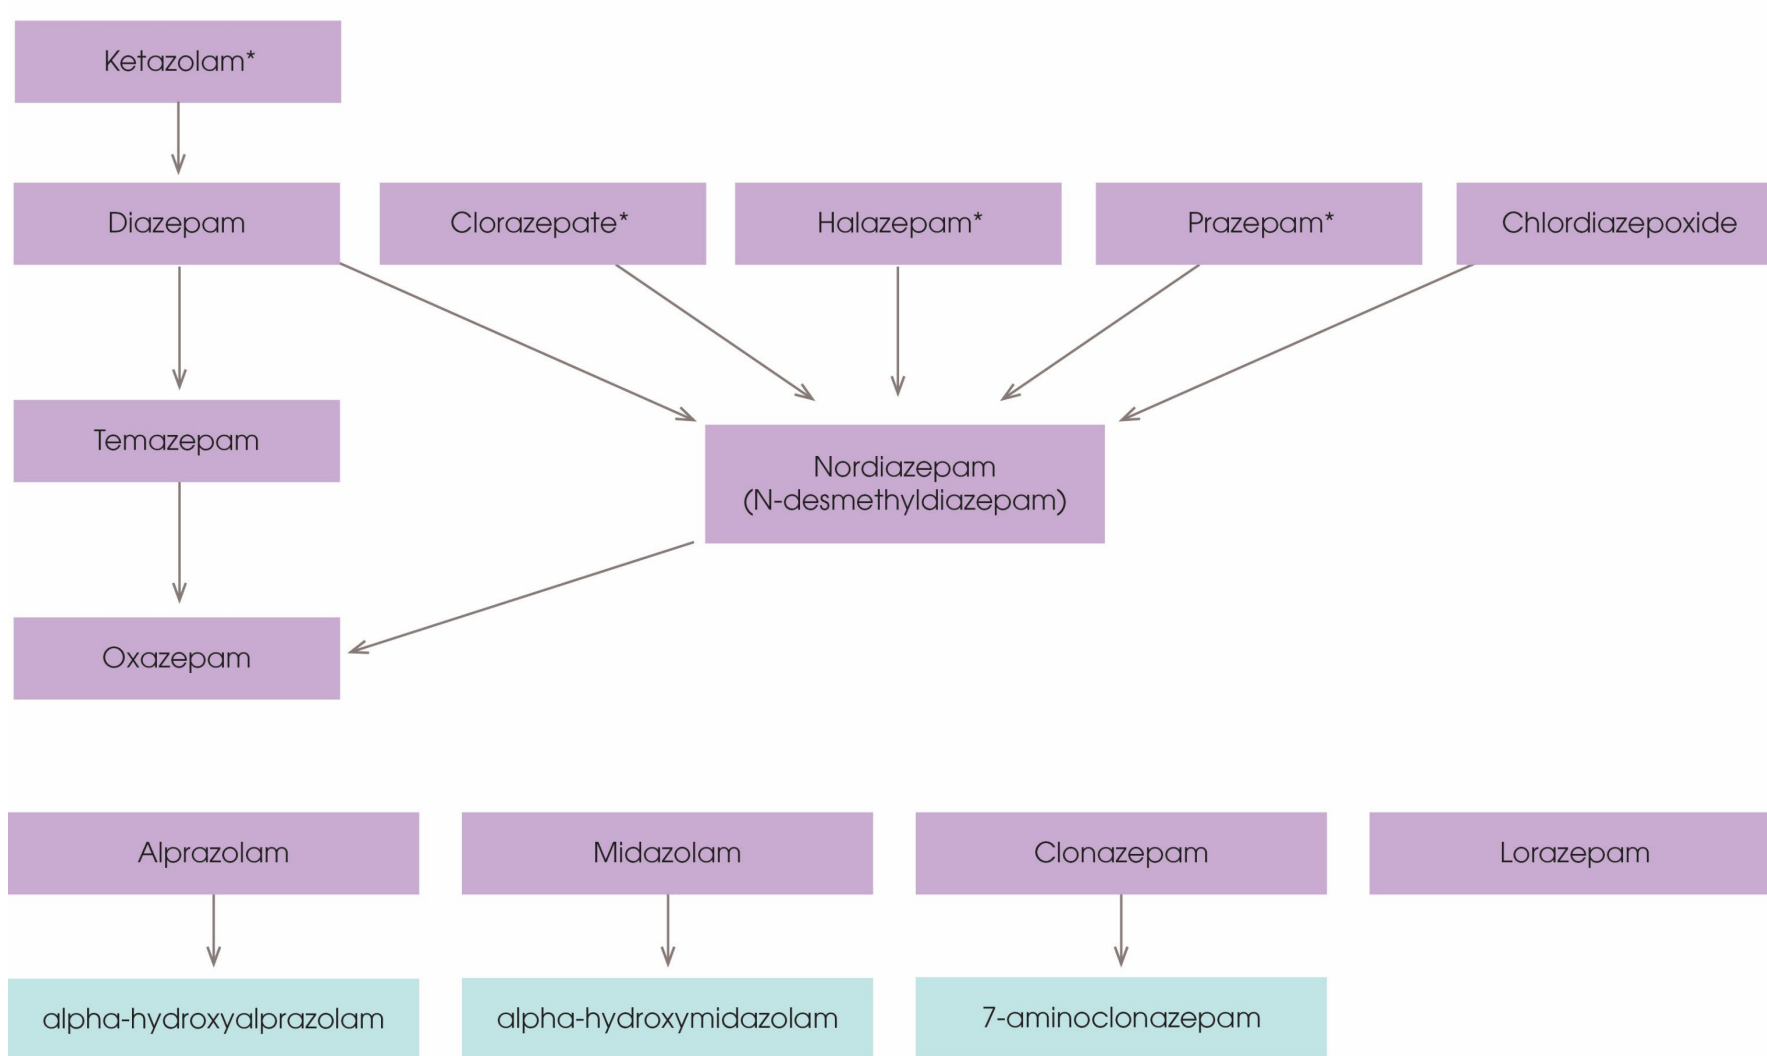 Ketazolam*
Diazepam
Clorazepate*
Halazepam*
Prazepam*
Chlordiazepoxide
Temazepam
Nordiazepam
(N-desmethyldiazepam)
Oxazepam
Alprazolam
Midazolam
Clonazepam
Lorazepam
alpha-hydroxyalprazolam
alpha-hydroxymidazolam
7-aminoclonazepam